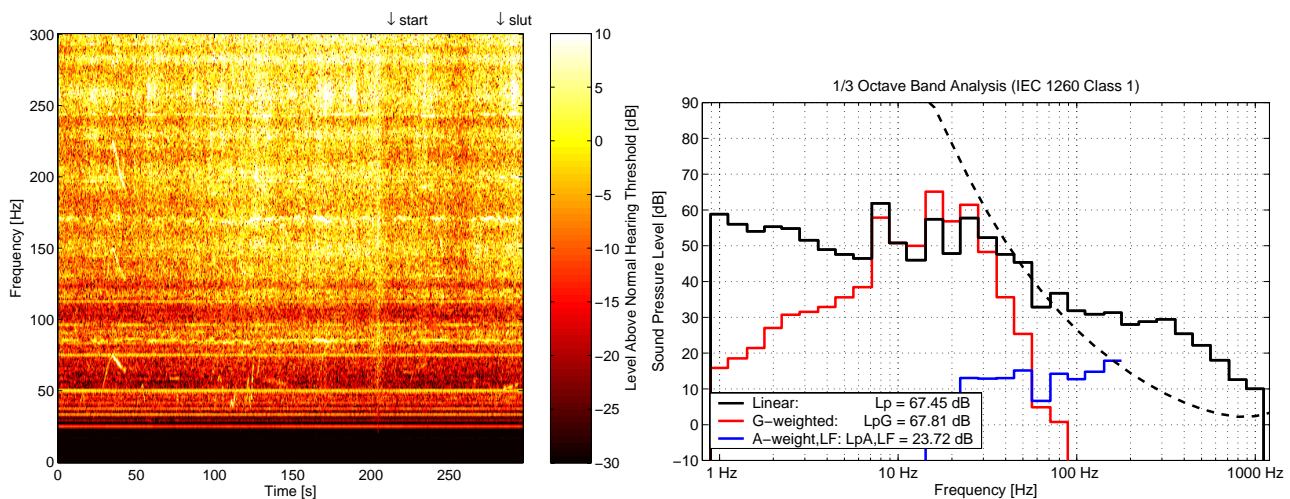 ↓ start
↓ slut
300
250
200
150
100
50
0
Frequency [Hz]
0
50
100
150
200
250
Time [s]
10
5
0
−5
−10
−15
−20
−25
−30
Level Above Normal Hearing Threshold [dB]
1/3 Octave Band Analysis (IEC 1260 Class 1)
90
80
70
60
50
40
30
20
10
0
−10
Sound Pressure Level [dB]
Linear: Lp = 67.45 dB
G−weighted: LpG = 67.81 dB
A−weight,LF: LpA,LF = 23.72 dB
1 Hz
10 Hz
100 Hz
1000 Hz
Frequency [Hz]